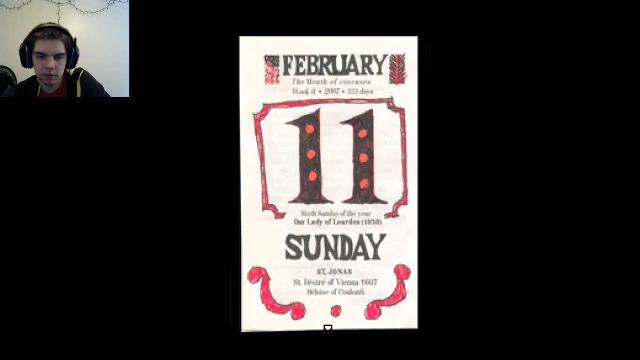 FEBRUARY
The Month of crocuses
Week 6 • 2007 • 323 days
11
Sixth Sunday of the year
Our Lady of Lourdes (1858)
SUNDAY
ST. JONAS
St. Désiré of Vienna †607
Héloïse of Coulomb